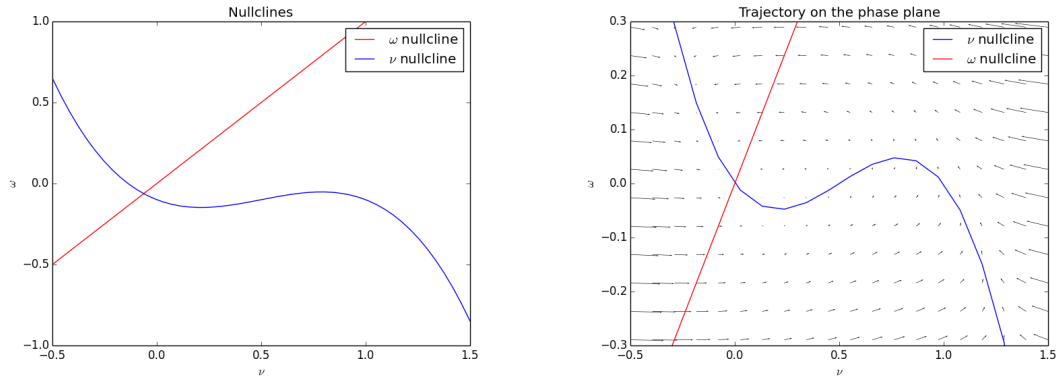 Nullclines
ω nullcline
ν nullcline
1.0
0.5
0.0
−0.5
−1.0
ω
−0.5
0.0
0.5
1.0
1.5
ν
Trajectory on the phase plane
ν nullcline
ω nullcline
0.3
0.2
0.1
0.0
−0.1
−0.2
−0.3
ω
−0.5
0.0
0.5
1.0
1.5
ν